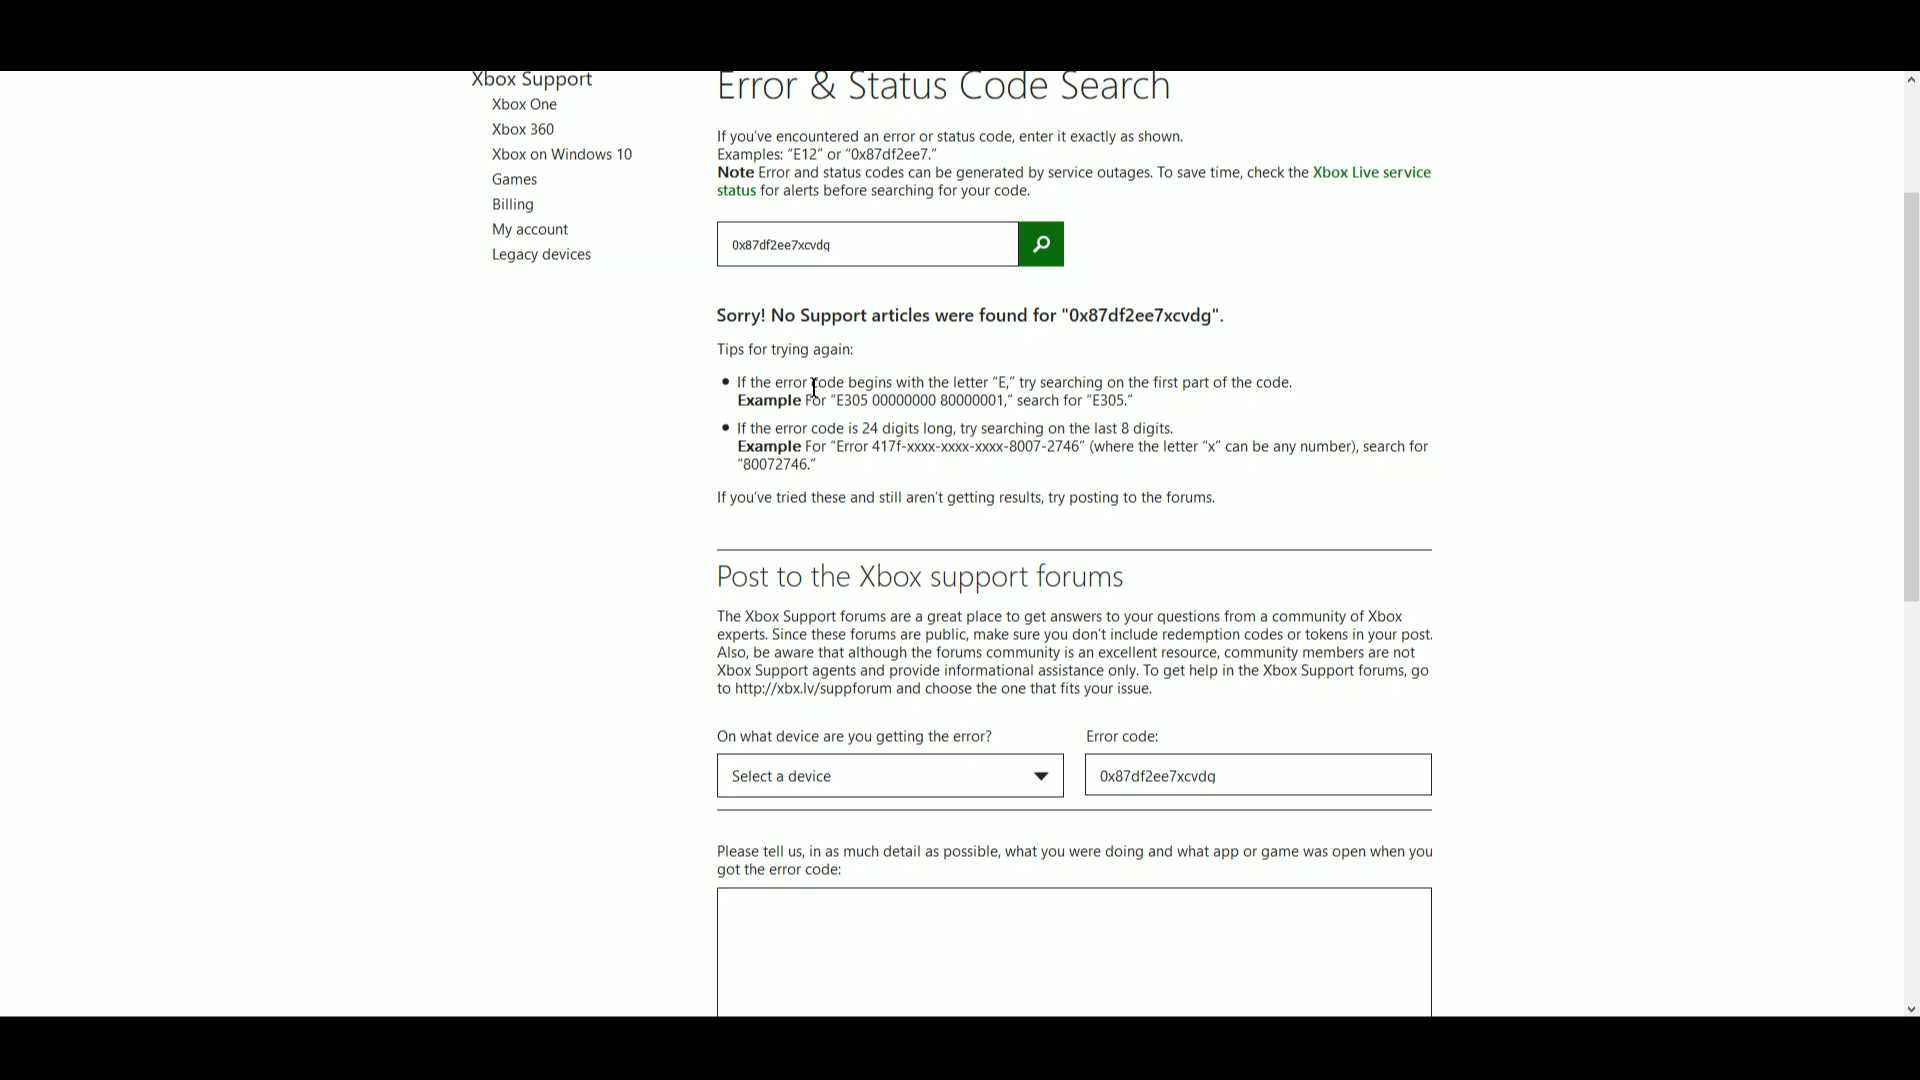 Xbox Support
Xbox One
Xbox 360
Xbox on Windows 10
Games
Billing
My account
Legacy devices
Error & Status Code Search
If you've encountered an error or status code, enter it exactly as shown.
Examples: “E12” or “0x87df2ee7.”
Note Error and status codes can be generated by service outages. To save time, check the Xbox Live service
status for alerts before searching for your code.
0x87df2ee7xcvdg
Sorry! No Support articles were found for "0x87df2ee7xcvdg".
Tips for trying again:
If the error code begins with the letter “E,” try searching on the first part of the code.
Example For “E305 00000000 80000001,” search for “E305.”
If the error code is 24 digits long, try searching on the last 8 digits.
Example For “Error 417f-xxxx-xxxx-xxxx-8007-2746” (where the letter “x” can be any number), search for
“80072746.”
If you've tried these and still aren't getting results, try posting to the forums.
Post to the Xbox support forums
The Xbox Support forums are a great place to get answers to your questions from a community of Xbox
experts. Since these forums are public, make sure you don't include redemption codes or tokens in your post.
Also, be aware that although the forums community is an excellent resource, community members are not
Xbox Support agents and provide informational assistance only. To get help in the Xbox Support forums, go
to http://xbx.lv/suppforum and choose the one that fits your issue.
On what device are you getting the error?
Error code:
Select a device
0x87df2ee7xcvdg
Please tell us, in as much detail as possible, what you were doing and what app or game was open when you
got the error code: